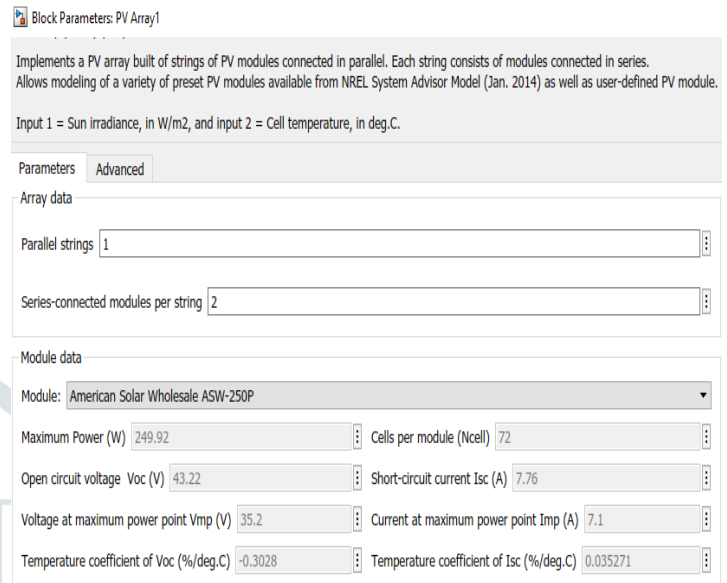 Block Parameters: PV Array1
Implements a PV array built of strings of PV modules connected in parallel. Each string consists of modules connected in series.
Allows modeling of a variety of preset PV modules available from NREL System Advisor Model (Jan. 2014) as well as user-defined PV module.
Input 1 = Sun irradiance, in W/m2, and input 2 = Cell temperature, in deg.C.
Parameters Advanced
Array data
Parallel strings 1
Series-connected modules per string 2
Module data
Module: American Solar Wholesale ASW-250P
Maximum Power (W) 249.92 Cells per module (Ncell) 72
Open circuit voltage Voc (V) 43.22 Short-circuit current Isc (A) 7.76
Voltage at maximum power point Vmp (V) 35.2 Current at maximum power point Imp (A) 7.1
Temperature coefficient of Voc (%/deg.C) -0.3028 Temperature coefficient of Isc (%/deg.C) 0.035271